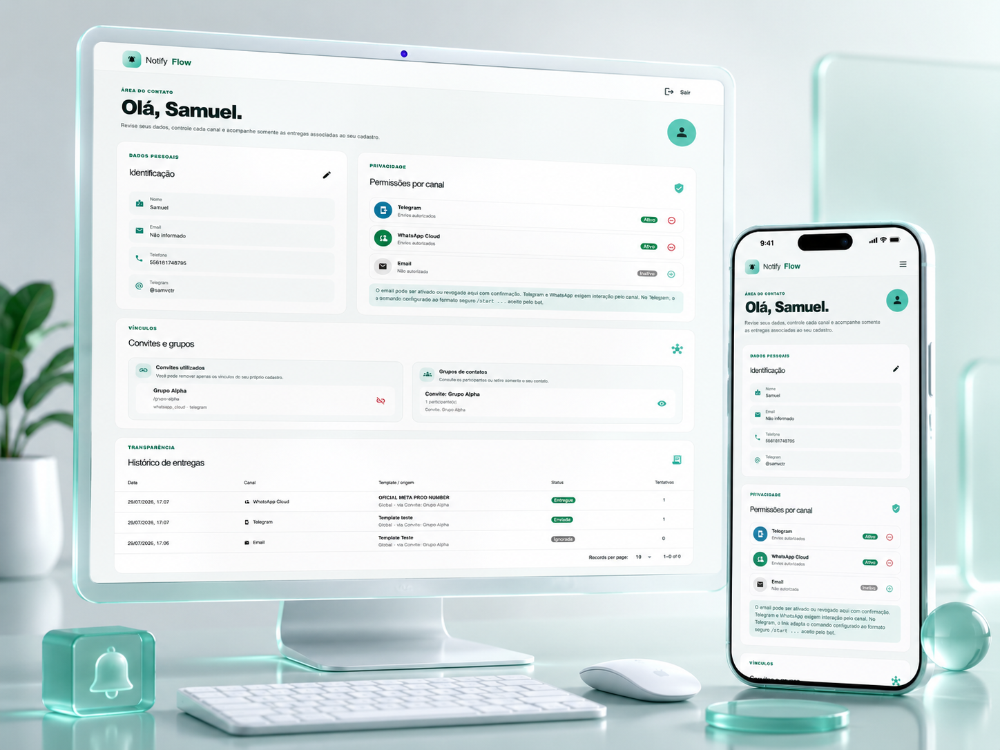 Notify Flow
Sair
ÁREA DO CONTATO
Olá, Samuel.
Revise seus dados, controle cada canal e acompanhe somente as entregas associadas ao seu cadastro.
DADOS PESSOAIS
Identificação
Nome
Samuel
Email
Não informado
Telefone
556181748795
Telegram
@samvctr
PRIVACIDADE
Permissões por canal
Telegram
Envios autorizados
Ativo
WhatsApp Cloud
Envios autorizados
Ativo
Email
Não autorizada
Inativo
O email pode ser ativado ou revogado aqui com confirmação. Telegram e WhatsApp exigem interação pelo canal. No Telegram, o
o comando configurado ao formato seguro /start ... aceito pelo bot.
VÍNCULOS
Convites e grupos
Convites utilizados
Você pode remover apenas os vínculos do seu próprio cadastro.
Grupo Alpha
/grupo-alpha
whatsapp_cloud · telegram
Grupos de contatos
Consulte os participantes ou retire somente o seu contato.
Convite: Grupo Alpha
1 participante(s)
Convite: Grupo Alpha
TRANSPARÊNCIA
Histórico de entregas
Data Canal Template / origem Status Tentativas
29/07/2026, 17:07 WhatsApp Cloud OFICIAL META PROD NUMBER Entregue 1
Global · via Convite: Grupo Alpha
29/07/2026, 17:07 Telegram Template teste Enviada 1
Global · via Convite: Grupo Alpha
29/07/2026, 17:06 Email Template Teste Ignorada 0
Global · via Convite: Grupo Alpha
Records per page: 10 1–0 of 0
9:41
Notify Flow
ÁREA DO CONTATO
Olá, Samuel.
Revise seus dados, controle cada canal e acompanhe somente
as entregas associadas ao seu cadastro.
DADOS PESSOAIS
Identificação
Nome
Samuel
Email
Não informado
Telefone
556181748795
Telegram
@samvctr
PRIVACIDADE
Permissões por canal
Telegram
Envios autorizados
Ativo
WhatsApp Cloud
Envios autorizados
Ativo
Email
Não autorizada
Inativo
O email pode ser ativado ou revogado aqui com confirmação.
Telegram e WhatsApp exigem interação pelo canal. No
Telegram, o link adapta o comando configurado ao formato
seguro /start ... aceito pelo bot.
VÍNCULOS
Convites e grupos